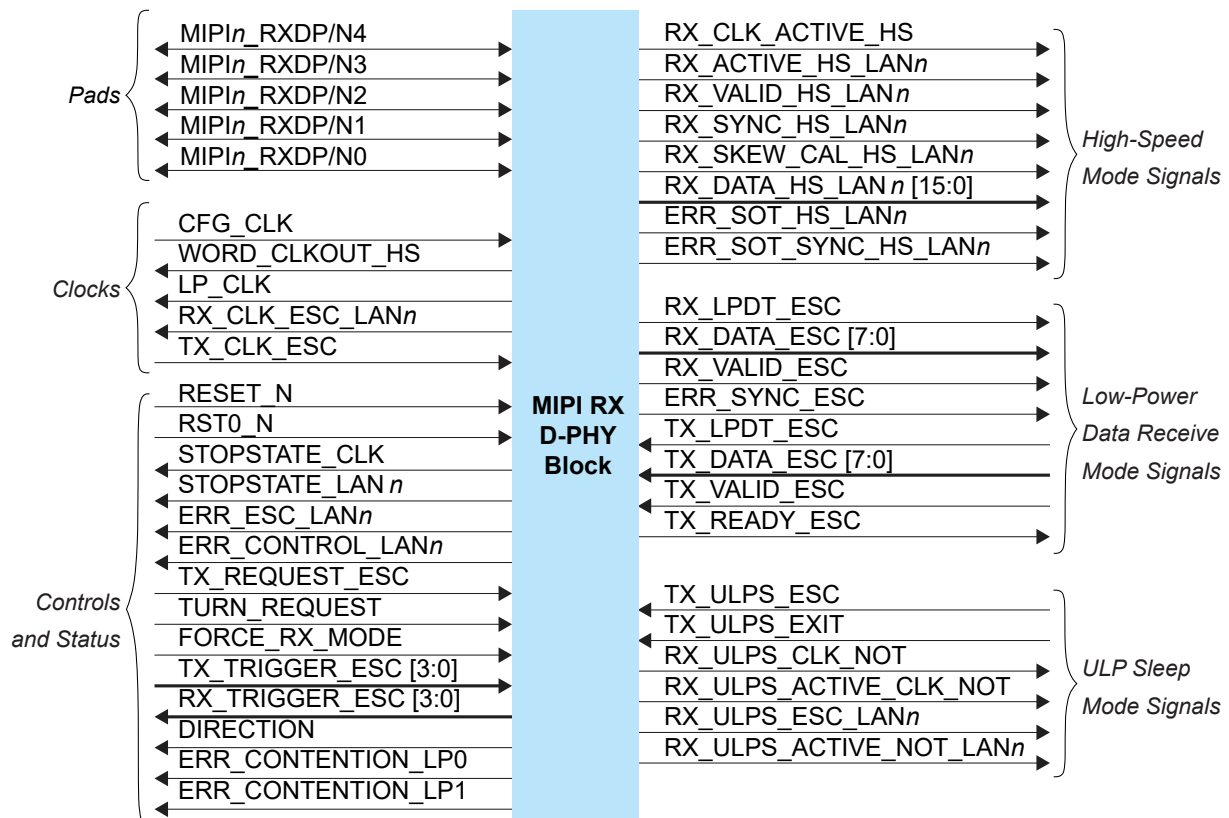 MIPIn_RXDP/N4
MIPIn_RXDP/N3
MIPIn_RXDP/N2
MIPIn_RXDP/N1
MIPIn_RXDP/N0
Pads
CFG_CLK
WORD_CLKOUT_HS
LP_CLK
RX_CLK_ESC_LANn
TX_CLK_ESC
Clocks
RESET_N
RST0_N
STOPSTATE_CLK
STOPSTATE_LAN n
ERR_ESC_LANn
ERR_CONTROL_LANn
TX_REQUEST_ESC
TURN_REQUEST
FORCE_RX_MODE
TX_TRIGGER_ESC [3:0]
RX_TRIGGER_ESC [3:0]
DIRECTION
ERR_CONTENTION_LP0
ERR_CONTENTION_LP1
Controls
and Status
MIPI RX
D-PHY
Block
RX_CLK_ACTIVE_HS
RX_ACTIVE_HS_LANn
RX_VALID_HS_LANn
RX_SYNC_HS_LANn
RX_SKEW_CAL_HS_LANn
RX_DATA_HS_LAN n [15:0]
ERR_SOT_HS_LANn
ERR_SOT_SYNC_HS_LANn
High-Speed
Mode Signals
RX_LPDT_ESC
RX_DATA_ESC [7:0]
RX_VALID_ESC
ERR_SYNC_ESC
TX_LPDT_ESC
TX_DATA_ESC [7:0]
TX_VALID_ESC
TX_READY_ESC
Low-Power
Data Receive
Mode Signals
TX_ULPS_ESC
TX_ULPS_EXIT
RX_ULPS_CLK_NOT
RX_ULPS_ACTIVE_CLK_NOT
RX_ULPS_ESC_LANn
RX_ULPS_ACTIVE_NOT_LANn
ULP Sleep
Mode Signals